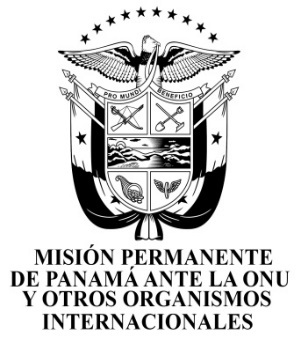 PRO MUNDI BENEFICIO
MISIÓN PERMANENTE
DE PANAMÁ ANTE LA ONU
Y OTROS ORGANISMOS
INTERNACIONALES